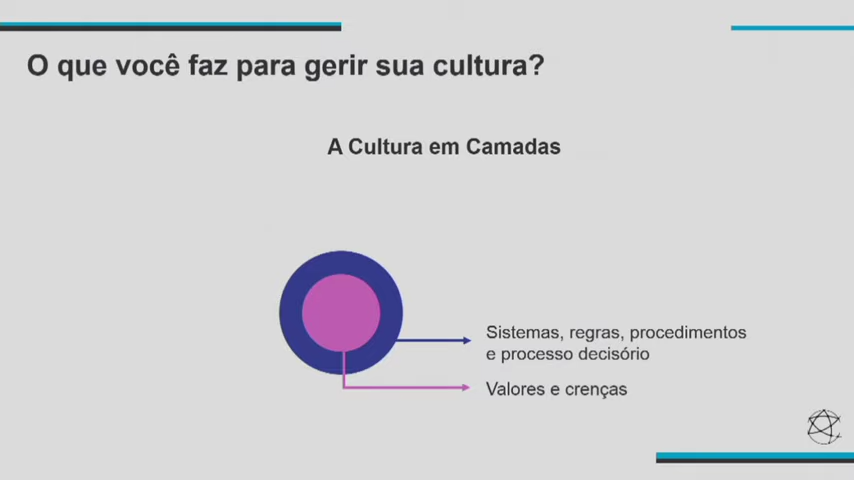 O que você faz para gerir sua cultura?
A Cultura em Camadas
Sistemas, regras, procedimentos
e processo decisório
Valores e crenças